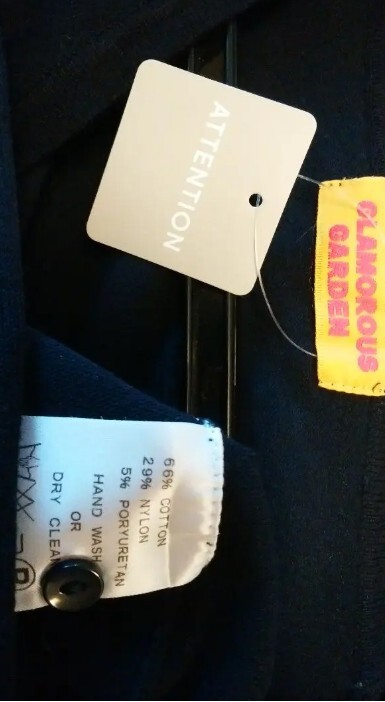 ATTENTION
GLAMOROUS
GARDEN
66% COTTON
29% NYLON
5% PORYURETAN
HAND WASH
OR
DRY CLEAN